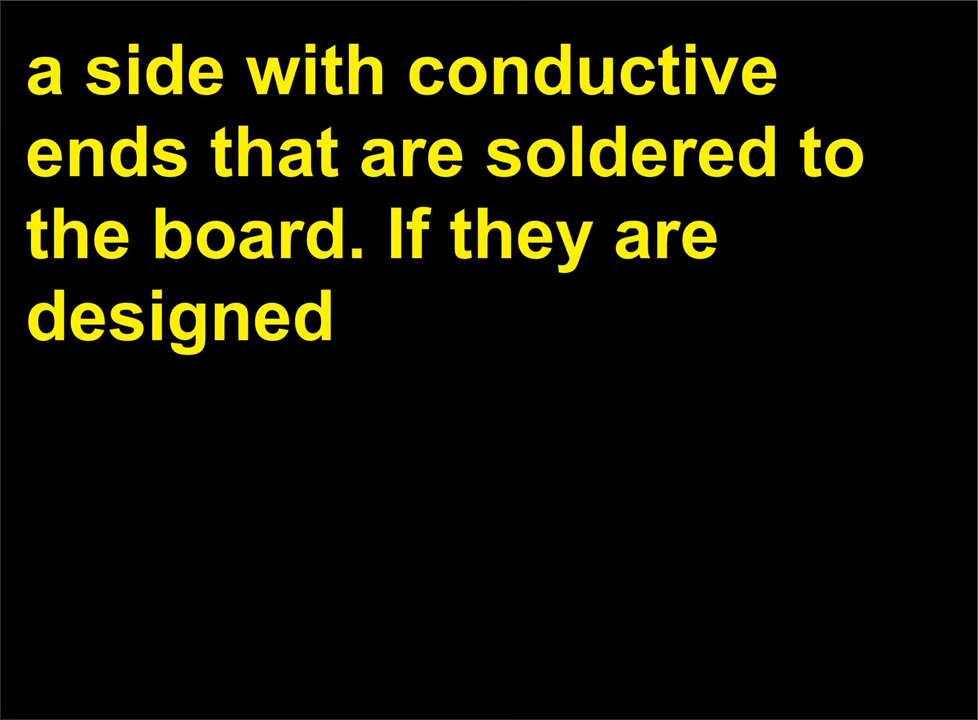 a side with conductive
ends that are soldered to
the board. If they are
designed